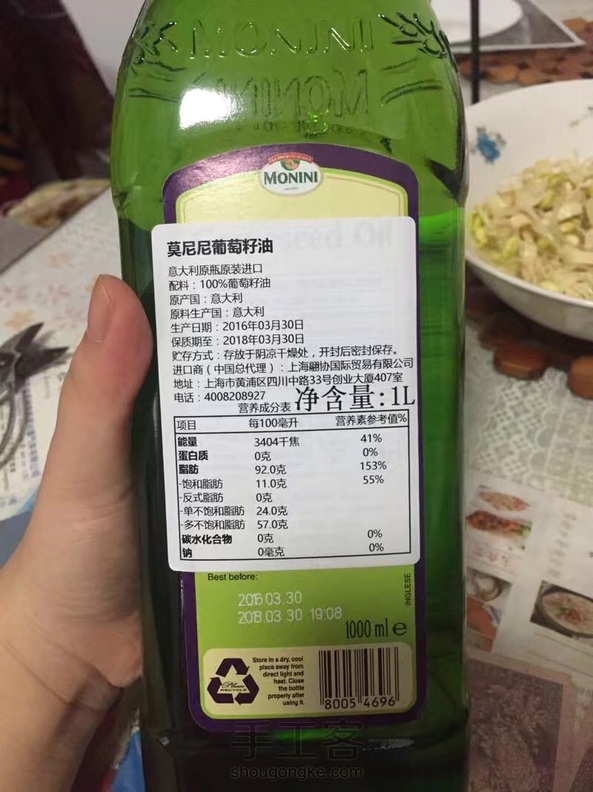 MONINI
MONINI
莫尼尼葡萄籽油
意大利原瓶原装进口
配料：100%葡萄籽油
原产国：意大利
原料生产国：意大利
生产日期：2016年03月30日
保质期至：2018年03月30日
贮存方式：存放于阴凉干燥处，开封后密封保存。
进口商（中国总代理）：上海翮协国际贸易有限公司
地址：上海市黄浦区四川中路33号创业大厦407室
电话：4008208927
净含量:1L
营养成分表
项目 每100毫升 营养素参考值%
能量 3404千焦 41%
蛋白质 0克 0%
脂肪 92.0克 153%
-饱和脂肪 11.0克 55%
-反式脂肪 0克
-单不饱和脂肪 24.0克
-多不饱和脂肪 57.0克
碳水化合物 0克 0%
钠 0毫克 0%
Best before:
INGLESE
2016.03.30
2018.03.30 19:08
1000 ml e
Store in a dry, cool
place away from
direct light and
heat. Close
the bottle
properly after
using it.
RECYCLE
8005 4696
手工客
shougongke.com